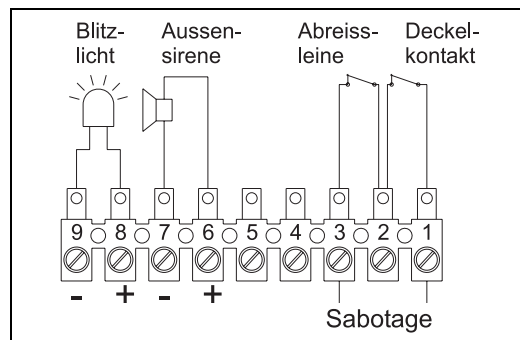 Blitz-
licht
Aussen-
sirene
Abreiss-
leine
Deckel-
kontakt
9 8 7 6 5 4 3 2 1
- + - +
Sabotage